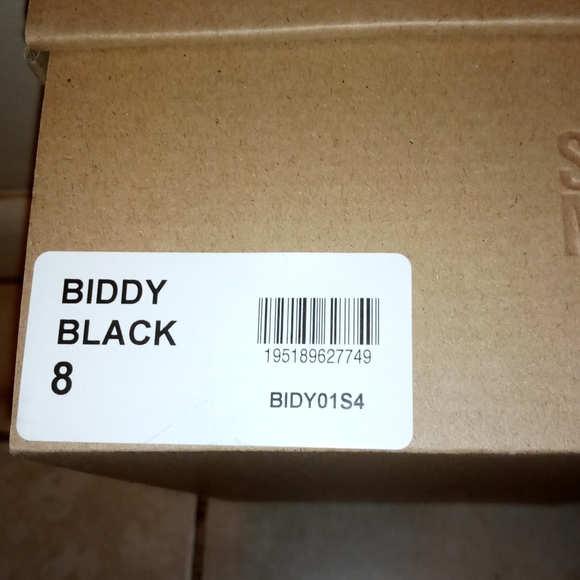 BIDDY
BLACK
8
195189627749
BIDY01S4
S
M